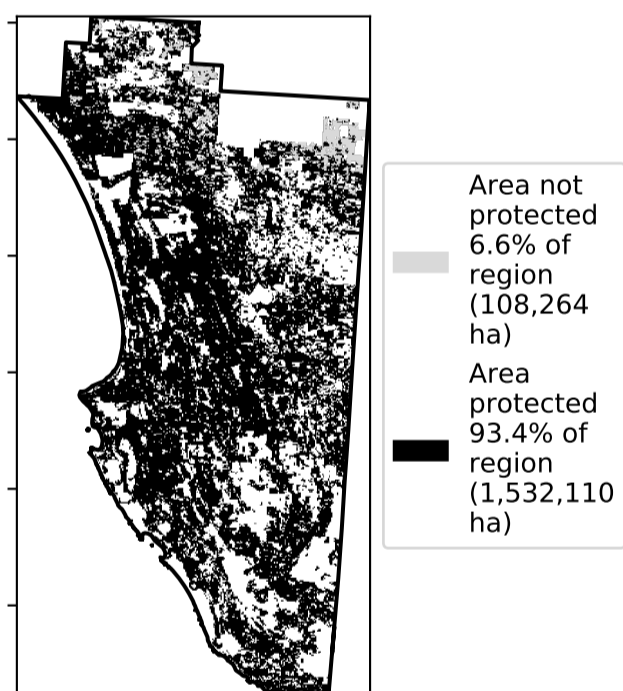 Area not
protected
6.6% of
region
(108,264
ha)
Area
protected
93.4% of
region
(1,532,110
ha)